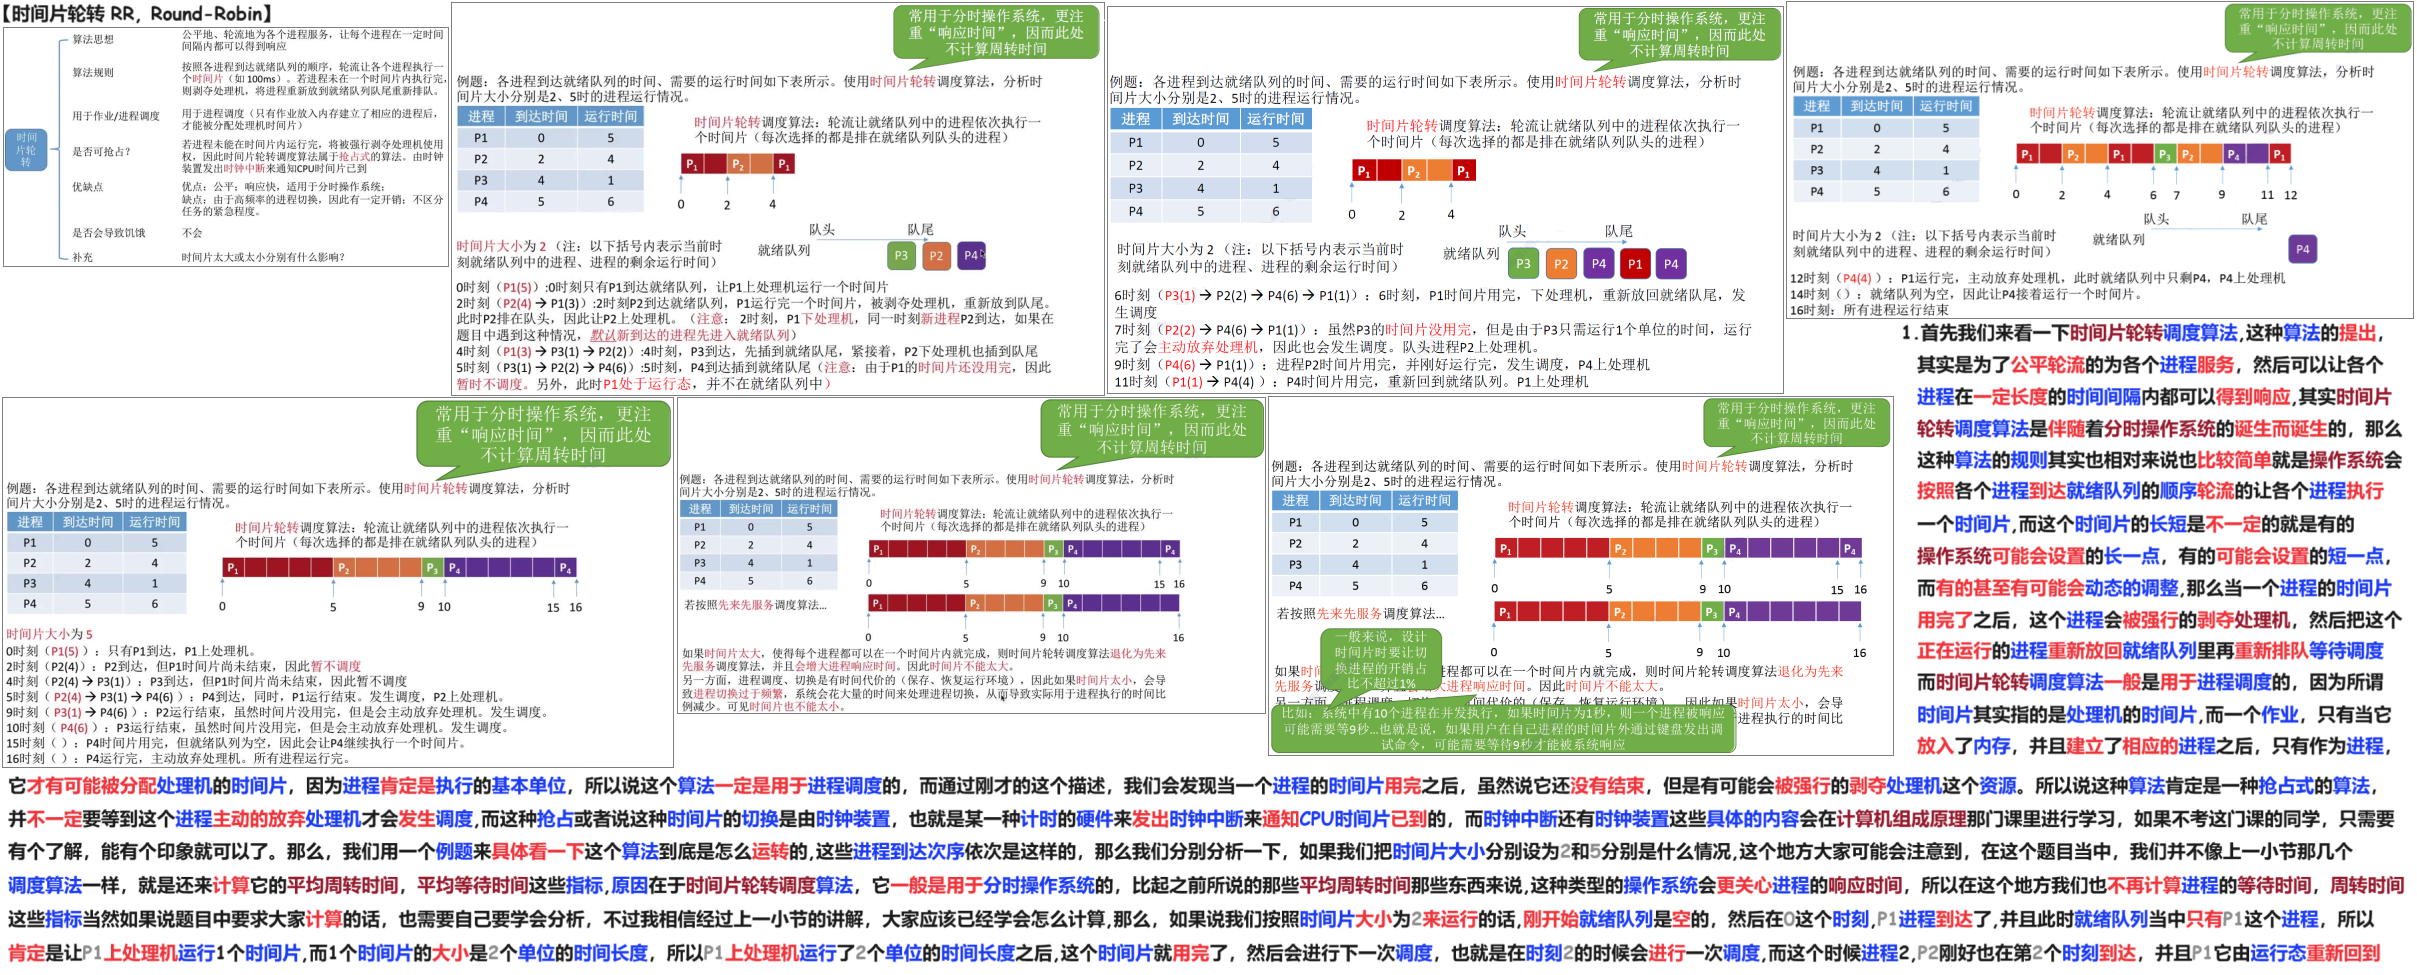 【时间片轮转 RR, Round-Robin】
时间片轮转
算法思想
公平地、轮流地为各个进程服务，让每个进程在一定时间
间隔内都可以得到响应
算法规则
按照各进程到达就绪队列的顺序，轮流让各个进程执行一
个时间片（如 100ms）。若进程未在一个时间片内执行完，
则剥夺处理机，将进程重新放到就绪队列队尾重新排队。
用于作业/进程调度
用于进程调度（只有作业放入内存建立了相应的进程后，
才能被分配处理机时间片）
是否可抢占？
若进程未能在时间片内运行完，将被强行剥夺处理机使用
权，因此时间片轮转调度算法属于抢占式的算法。由时钟
装置发出时钟中断来通知CPU时间片已到
优缺点
优点：公平；响应快，适用于分时操作系统；
缺点：由于高频率的进程切换，因此有一定开销；不区分
任务的紧急程度。
是否会导致饥饿
不会
补充
时间片太大或太小分别有什么影响？
常用于分时操作系统，更注
重“响应时间”，因而此处
不计算周转时间
例题：各进程到达就绪队列的时间、需要的运行时间如下表所示。使用时间片轮转调度算法，分析时
间片大小分别是2、5时的进程运行情况。
进程 到达时间 运行时间
P1 0 5
P2 2 4
P3 4 1
P4 5 6
时间片轮转调度算法：轮流让就绪队列中的进程依次执行一
个时间片（每次选择的都是排在就绪队列队头的进程）
P1 P2 P1
0 2 4
队头 队尾
就绪队列 P3 P2 P4
时间片大小为 2 （注：以下括号内表示当前时
刻就绪队列中的进程、进程的剩余运行时间）
0时刻（P1(5)）:0时刻只有P1到达就绪队列，让P1上处理机运行一个时间片
2时刻（P2(4) → P1(3)）:2时刻P2到达就绪队列，P1运行完一个时间片，被剥夺处理机，重新放到队尾。
此时P2排在队头，因此让P2上处理机。（注意： 2时刻，P1下处理机，同一时刻新进程P2到达，如果在
题目中遇到这种情况，默认新到达的进程先进入就绪队列）
4时刻（P1(3) → P3(1) → P2(2)）:4时刻，P3到达，先插到就绪队尾，紧接着，P2下处理机也插到队尾
5时刻（P3(1) → P2(2) → P4(6)）:5时刻，P4到达插到就绪队尾（注意：由于P1的时间片还没用完，因此
暂时不调度。另外，此时P1处于运行态，并不在就绪队列中）
常用于分时操作系统，更注
重“响应时间”，因而此处
不计算周转时间
例题：各进程到达就绪队列的时间、需要的运行时间如下表所示。使用时间片轮转调度算法，分析时
间片大小分别是2、5时的进程运行情况。
进程 到达时间 运行时间
P1 0 5
P2 2 4
P3 4 1
P4 5 6
时间片轮转调度算法：轮流让就绪队列中的进程依次执行一
个时间片（每次选择的都是排在就绪队列队头的进程）
P1 P2 P1
0 2 4
队头 队尾
就绪队列 P3 P2 P4 P1 P4
时间片大小为 2 （注：以下括号内表示当前时
刻就绪队列中的进程、进程的剩余运行时间）
6时刻（P3(1) → P2(2) → P4(6) → P1(1)）：6时刻，P1时间片用完，下处理机，重新放回就绪队尾，发
生调度
7时刻（P2(2) → P4(6) → P1(1)）：虽然P3的时间片没用完，但是由于P3只需运行1个单位的时间，运行
完了会主动放弃处理机，因此也会发生调度。队头进程P2上处理机。
9时刻（P4(6) → P1(1)）：进程P2时间片用完，并刚好运行完，发生调度，P4上处理机
11时刻（P1(1) → P4(4) ）：P4时间片用完，重新回到就绪队列。P1上处理机
常用于分时操作系统，更注
重“响应时间”，因而此处
不计算周转时间
例题：各进程到达就绪队列的时间、需要的运行时间如下表所示。使用时间片轮转调度算法，分析时
间片大小分别是2、5时的进程运行情况。
进程 到达时间 运行时间
P1 0 5
P2 2 4
P3 4 1
P4 5 6
时间片轮转调度算法：轮流让就绪队列中的进程依次执行一
个时间片（每次选择的都是排在就绪队列队头的进程）
P1 P2 P1 P3 P2 P4 P1
0 2 4 6 7 9 11 12
队头 队尾
就绪队列 P4
时间片大小为 2 （注：以下括号内表示当前时
刻就绪队列中的进程、进程的剩余运行时间）
12时刻（P4(4) ）：P1运行完，主动放弃处理机，此时就绪队列中只剩P4，P4上处理机
14时刻（）：就绪队列为空，因此让P4接着运行一个时间片。
16时刻：所有进程运行结束
常用于分时操作系统，更注
重“响应时间”，因而此处
不计算周转时间
例题：各进程到达就绪队列的时间、需要的运行时间如下表所示。使用时间片轮转调度算法，分析时
间片大小分别是2、5时的进程运行情况。
进程 到达时间 运行时间
P1 0 5
P2 2 4
P3 4 1
P4 5 6
时间片轮转调度算法：轮流让就绪队列中的进程依次执行一
个时间片（每次选择的都是排在就绪队列队头的进程）
P1 P2 P3 P4 P4
0 5 9 10 15 16
时间片大小为 5
0时刻（P1(5) ）：只有P1到达，P1上处理机。
2时刻（P2(4) ）：P2到达，但P1时间片尚未结束，因此暂不调度
4时刻（P2(4) → P3(1) ）：P3到达，但P1时间片尚未结束，因此暂不调度
5时刻（ P2(4) → P3(1) → P4(6) ）：P4到达，同时，P1运行结束。发生调度，P2上处理机。
9时刻（ P3(1) → P4(6) ）：P2运行结束，虽然时间片没用完，但是会主动放弃处理机。发生调度。
10时刻（ P4(6) ）：P3运行结束，虽然时间片没用完，但是会主动放弃处理机。发生调度。
15时刻（ ）：P4时间片用完，但就绪队列为空，因此会让P4继续执行一个时间片。
16时刻（ ）：P4运行完，主动放弃处理机。所有进程运行完。
常用于分时操作系统，更注
重“响应时间”，因而此处
不计算周转时间
例题：各进程到达就绪队列的时间、需要的运行时间如下表所示。使用时间片轮转调度算法，分析时
间片大小分别是2、5时的进程运行情况。
进程 到达时间 运行时间
P1 0 5
P2 2 4
P3 4 1
P4 5 6
时间片轮转调度算法：轮流让就绪队列中的进程依次执行一
个时间片（每次选择的都是排在就绪队列队头的进程）
P1 P2 P3 P4 P4
0 5 9 10 15 16
若按照先来先服务调度算法...
P1 P2 P3 P4
0 5 9 10 16
如果时间片太大，使得每个进程都可以在一个时间片内就完成，则时间片轮转调度算法退化为先来
先服务调度算法，并且会增大进程响应时间。因此时间片不能太大。
另一方面，进程调度、切换是有时间代价的（保存、恢复运行环境），因此如果时间片太小，会导
致进程切换过于频繁，系统会花大量的时间来处理进程切换，从而导致实际用于进程执行的时间比
例减少。可见时间片也不能太小。
常用于分时操作系统，更注
重“响应时间”，因而此处
不计算周转时间
例题：各进程到达就绪队列的时间、需要的运行时间如下表所示。使用时间片轮转调度算法，分析时
间片大小分别是2、5时的进程运行情况。
进程 到达时间 运行时间
P1 0 5
P2 2 4
P3 4 1
P4 5 6
时间片轮转调度算法：轮流让就绪队列中的进程依次执行一
个时间片（每次选择的都是排在就绪队列队头的进程）
P1 P2 P3 P4 P4
0 5 9 10 15 16
若按照先来先服务调度算法...
P1 P2 P3 P4
0 5 9 10 16
一般来说，设计
时间片时要让切
换进程的开销占
比不超过1%
如果时 进程都可以在一个时间片内就完成，则时间片轮转调度算法退化为先来
先服务调 大进程响应时间。因此时间片不能太大。
因此如果时间片太小，会导
进程执行的时间比
比如：系统中有10个进程在并发执行，如果时间片为1秒，则一个进程被响应
可能需要等9秒...也就是说，如果用户在自己进程的时间片外通过键盘发出调
试命令，可能需要等待9秒才能被系统响应
1.首先我们来看一下时间片轮转调度算法,这种算法的提出，
其实是为了公平轮流的为各个进程服务，然后可以让各个
进程在一定长度的时间间隔内都可以得到响应,其实时间片
轮转调度算法是伴随着分时操作系统的诞生而诞生的，那么
这种算法的规则其实也相对来说也比较简单就是操作系统会
按照各个进程到达就绪队列的顺序轮流的让各个进程执行
一个时间片,而这个时间片的长短是不一定的就是有的
操作系统可能会设置的长一点，有的可能会设置的短一点，
而有的甚至有可能会动态的调整,那么当一个进程的时间片
用完了之后，这个进程会被强行的剥夺处理机，然后把这个
正在运行的进程重新放回就绪队列里再重新排队等待调度
而时间片轮转调度算法一般是用于进程调度的，因为所谓
时间片其实指的是处理机的时间片,而一个作业，只有当它
放入了内存，并且建立了相应的进程之后，只有作为进程，
它才有可能被分配处理机的时间片，因为进程肯定是执行的基本单位，所以说这个算法一定是用于进程调度的，而通过刚才的这个描述，我们会发现当一个进程的时间片用完之后，虽然说它还没有结束，但是有可能会被强行的剥夺处理机这个资源。所以说这种算法肯定是一种抢占式的算法，
并不一定要等到这个进程主动的放弃处理机才会发生调度,而这种抢占或者说这种时间片的切换是由时钟装置，也就是某一种计时的硬件来发出时钟中断来通知CPU时间片已到的，而时钟中断还有时钟装置这些具体的内容会在计算机组成原理那门课里进行学习，如果不考这门课的同学，只需要
有个了解，能有个印象就可以了。那么，我们用一个例题来具体看一下这个算法到底是怎么运转的,这些进程到达次序依次是这样的，那么我们分别分析一下，如果我们把时间片大小分别设为2和5分别是什么情况,这个地方大家可能会注意到，在这个题目当中，我们并不像上一小节那几个
调度算法一样，就是还来计算它的平均周转时间，平均等待时间这些指标,原因在于时间片轮转调度算法，它一般是用于分时操作系统的，比起之前所说的那些平均周转时间那些东西来说,这种类型的操作系统会更关心进程的响应时间，所以在这个地方我们也不再计算进程的等待时间，周转时间
这些指标当然如果说题目中要求大家计算的话，也需要自己要学会分析，不过我相信经过上一小节的讲解，大家应该已经学会怎么计算,那么，如果说我们按照时间片大小为2来运行的话,刚开始就绪队列是空的，然后在0这个时刻,P1进程到达了,并且此时就绪队列当中只有P1这个进程，所以
肯定是让P1上处理机运行1个时间片,而1个时间片的大小是2个单位的时间长度，所以P1上处理机运行了2个单位的时间长度之后,这个时间片就用完了，然后会进行下一次调度，也就是在时刻2的时候会进行一次调度,而这个时候进程2,P2刚好也在第2个时刻到达，并且P1它由运行态重新回到